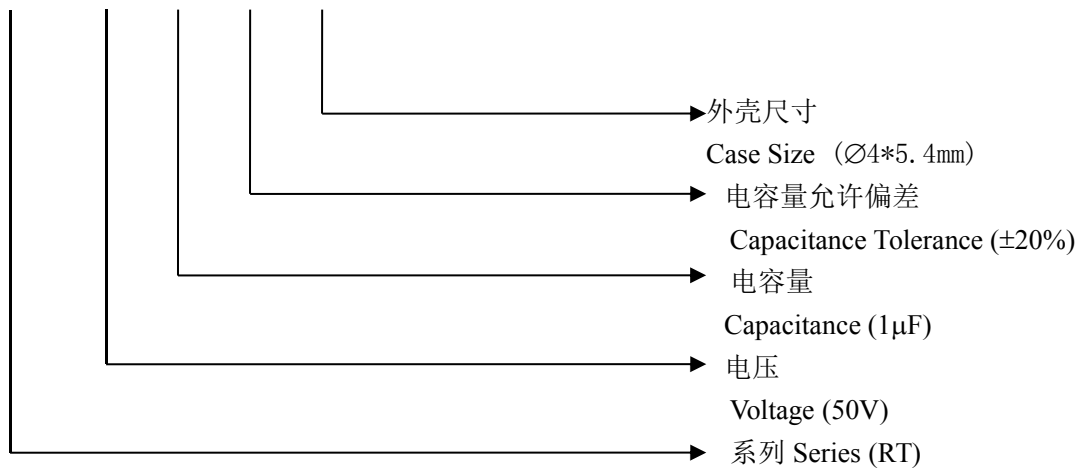 外壳尺寸
Case Size (∅4*5.4mm)
电容量允许偏差
Capacitance Tolerance (±20%)
电容量
Capacitance (1μF)
电压
Voltage (50V)
系列 Series (RT)